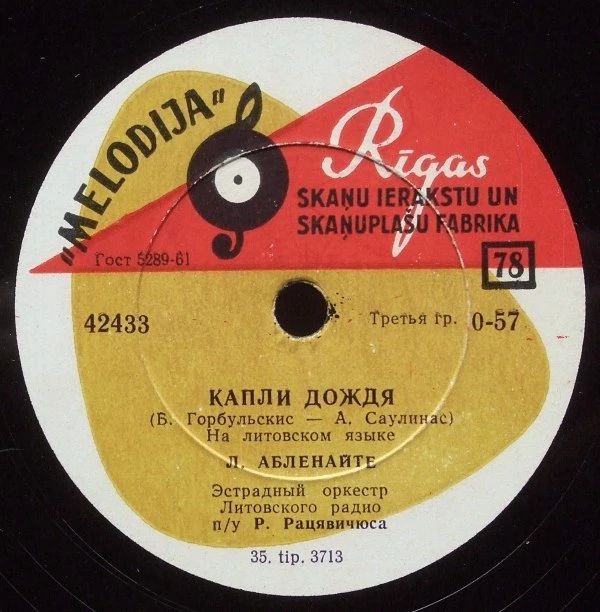 "MELODIJA"
Rīgas
SKAŅU IERAKSTU UN
SKAŅUPLAŠU FABRIKA
Гост 5289-61
78
42433
Третья гр. 0-57
КАПЛИ ДОЖДЯ
(Б. Горбульскис — А. Саулинас)
На литовском языке
Л. АБЛЕНАЙТЕ
Эстрадный оркестр
Литовского радио
п/у Р. Рацявичюса
35. tip. 3713